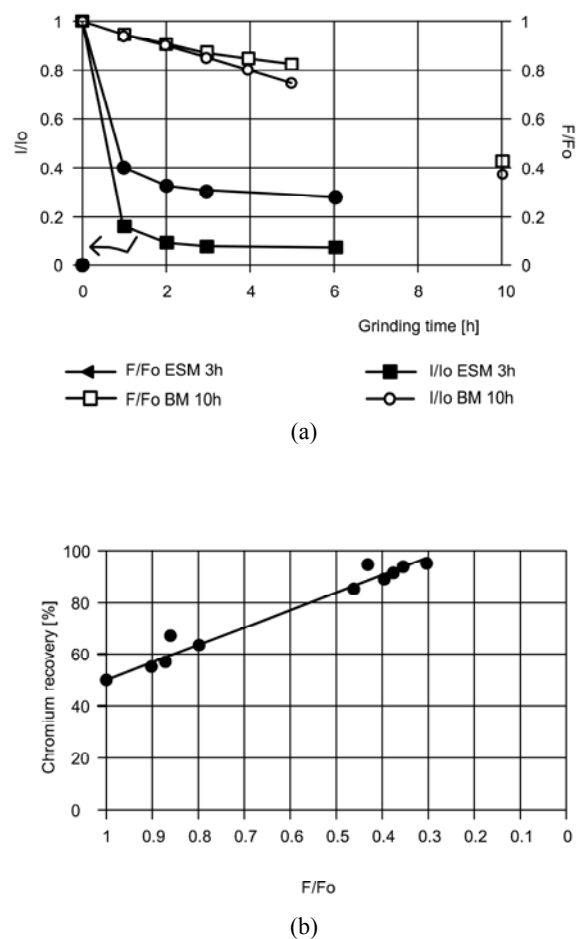 1 1
0.8 0.8
I/Io F/Fo
0.6 0.6
0.4 0.4
0.2 0.2
0 0
0 2 4 6 8 10
Grinding time [h]
F/Fo ESM 3h I/Io ESM 3h
F/Fo BM 10h I/Io BM 10h
(a)
100
80
Chromium recovery [%]
60
40
20
0
1 0.9 0.8 0.7 0.6 0.5 0.4 0.3 0.2 0.1 0
F/Fo
(b)